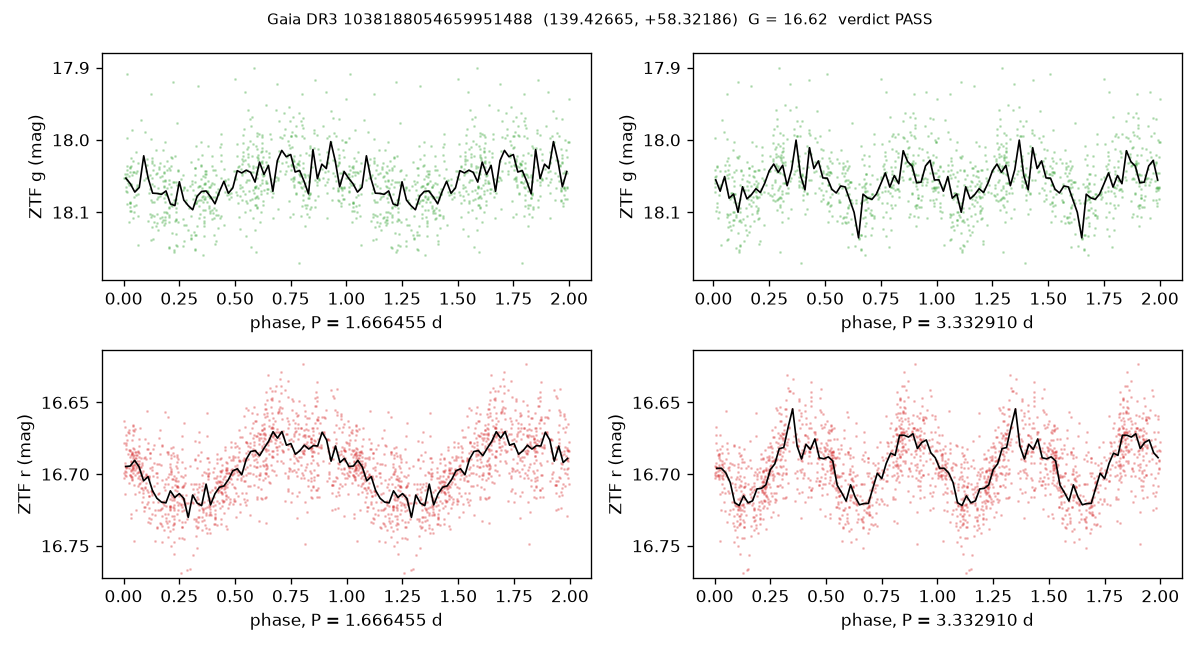 Gaia DR3 1038188054659951488 (139.42665, +58.32186) G = 16.62 verdict PASS
ZTF g (mag)
17.9
18.0
18.1
0.00 0.25 0.50 0.75 1.00 1.25 1.50 1.75 2.00
phase, P = 1.666455 d
ZTF g (mag)
17.9
18.0
18.1
0.00 0.25 0.50 0.75 1.00 1.25 1.50 1.75 2.00
phase, P = 3.332910 d
ZTF r (mag)
16.65
16.70
16.75
0.00 0.25 0.50 0.75 1.00 1.25 1.50 1.75 2.00
phase, P = 1.666455 d
ZTF r (mag)
16.65
16.70
16.75
0.00 0.25 0.50 0.75 1.00 1.25 1.50 1.75 2.00
phase, P = 3.332910 d